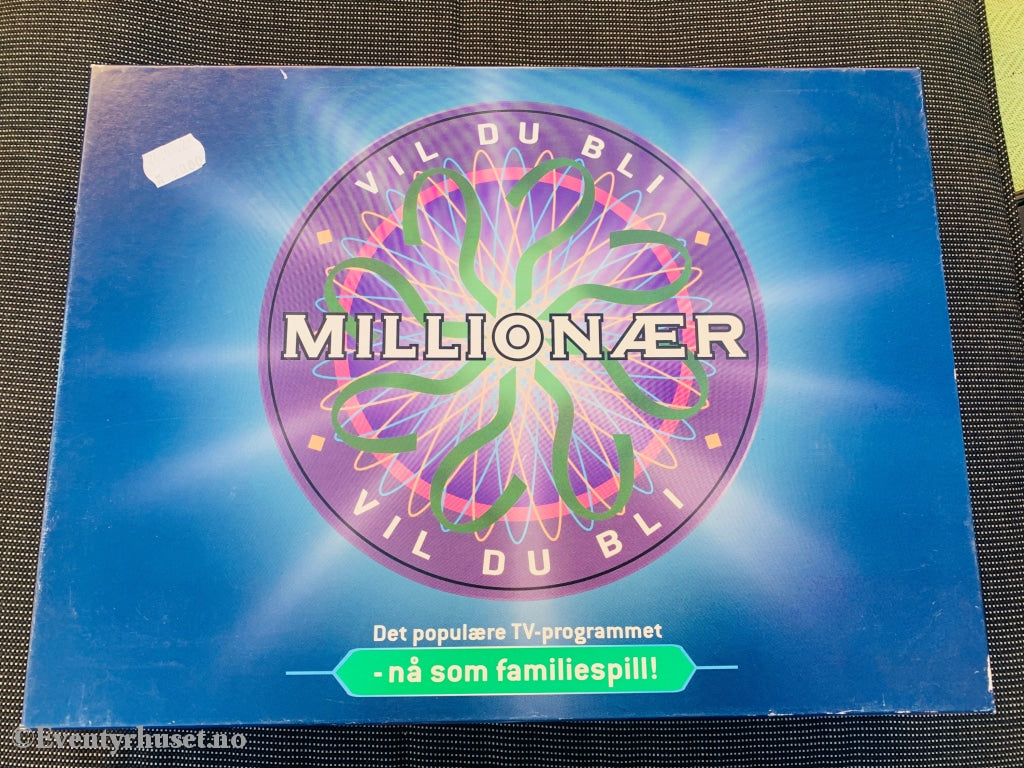 VIL DU BLI
MILLIONÆR
VIL DU BLI
Det populære TV-programmet
- nå som familiespill!
©Eventyrhuset.no